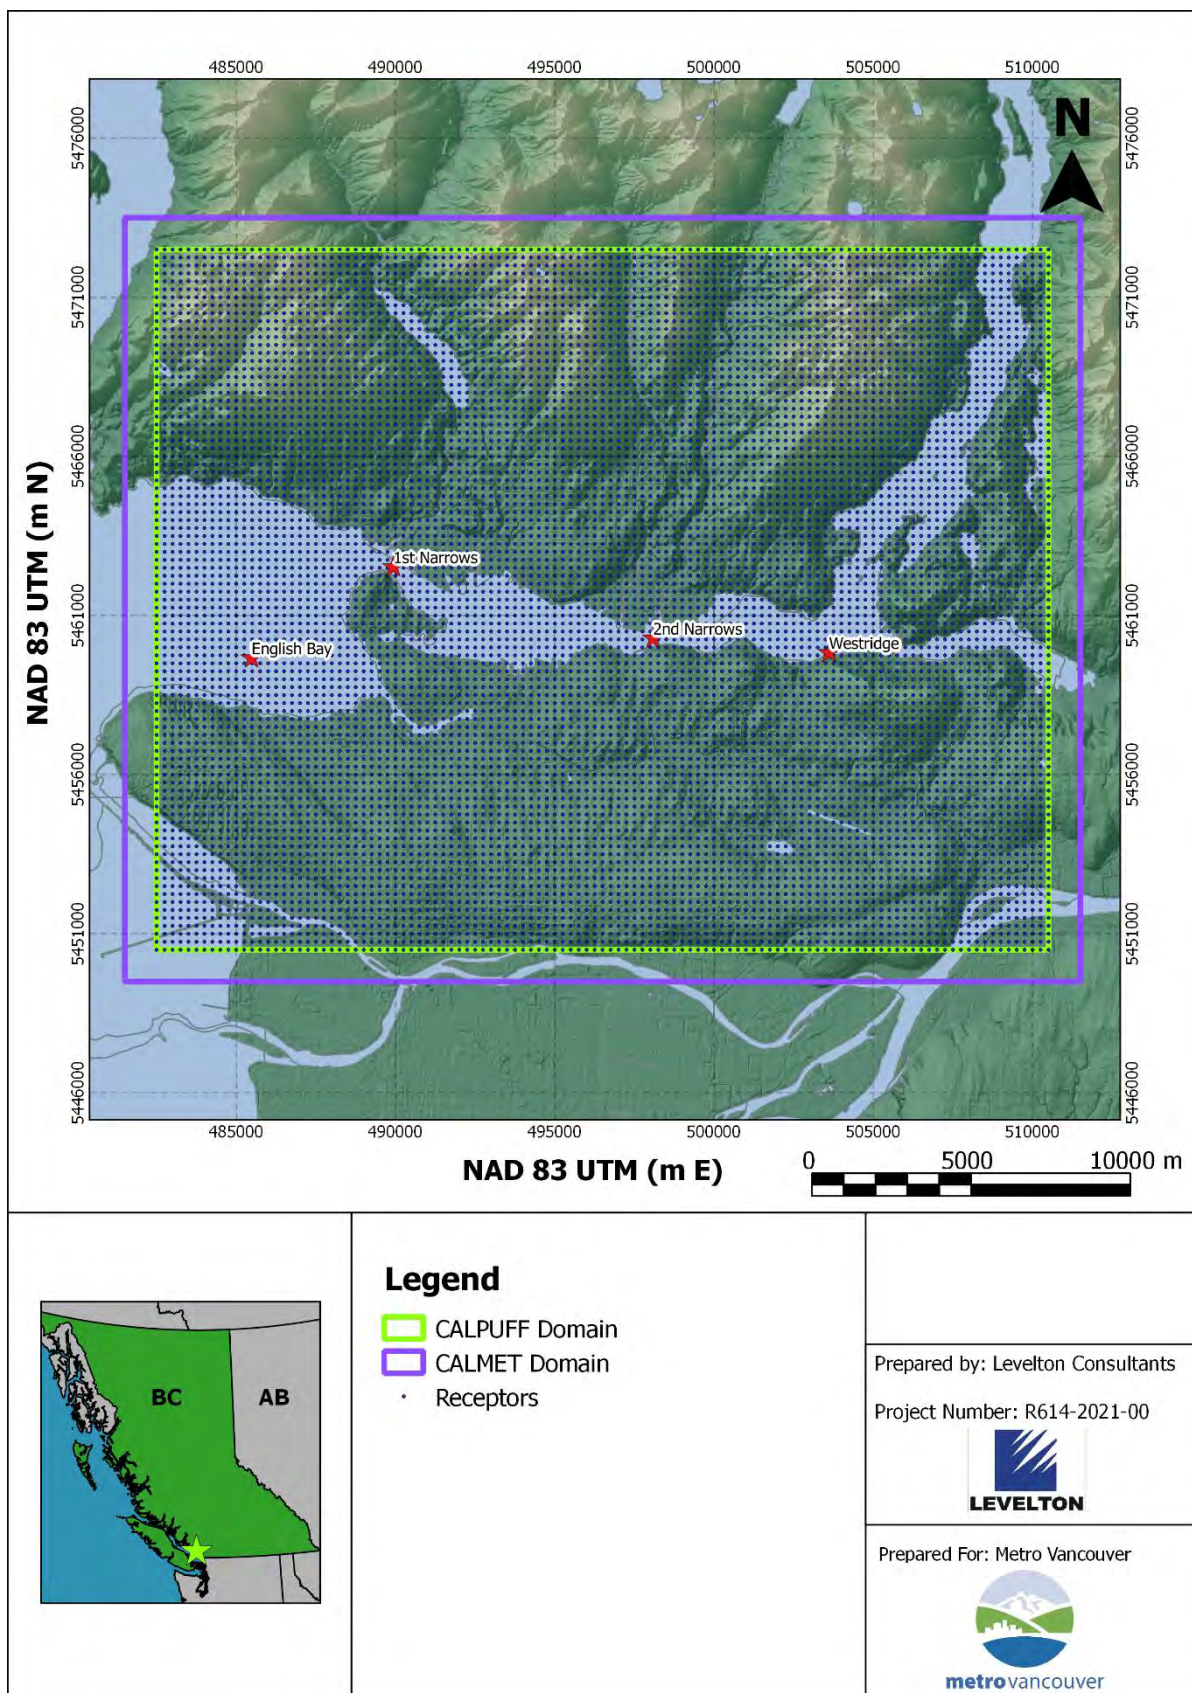 485000 490000 495000 500000 505000 510000
N
5476000 5476000
5471000 5471000
5466000 5466000
1st Narrows
5461000 5461000
2nd Narrows
English Bay
Westridge
NAD 83 UTM (m N)
5456000 5456000
5451000 5451000
5446000 5446000
485000 490000 495000 500000 505000 510000
NAD 83 UTM (m E)
0 5000 10000 m
BC AB
Legend
CALPUFF Domain
CALMET Domain
Receptors
Prepared by: Levelton Consultants
Project Number: R614-2021-00
LEVELTON
Prepared For: Metro Vancouver
metrovancouver